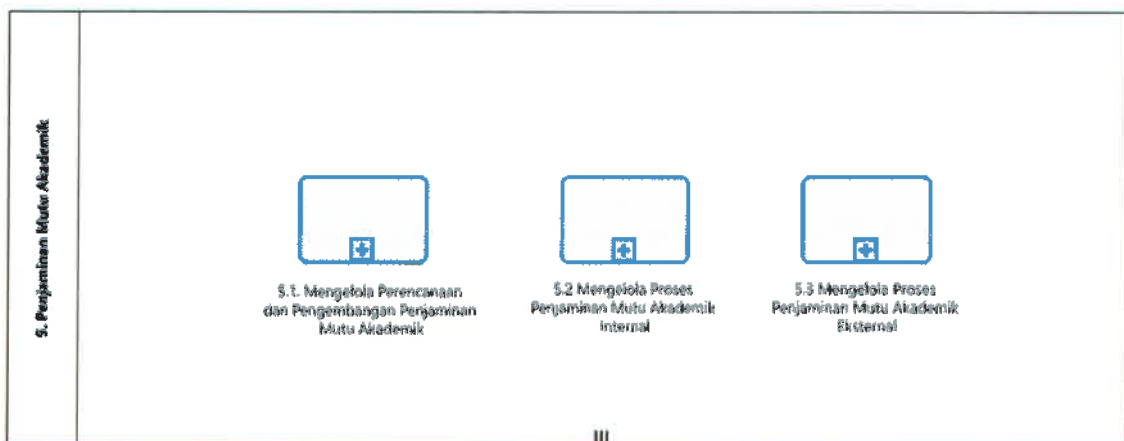 5. Penjaminan Mutu Akademik
5.1. Mengelola Perencanaan
dan Pengembangan Penjaminan
Mutu Akademik
5.2 Mengelola Proses
Penjaminan Mutu Akademik
Internal
5.3 Mengelola Proses
Penjaminan Mutu Akademik
Eksternal